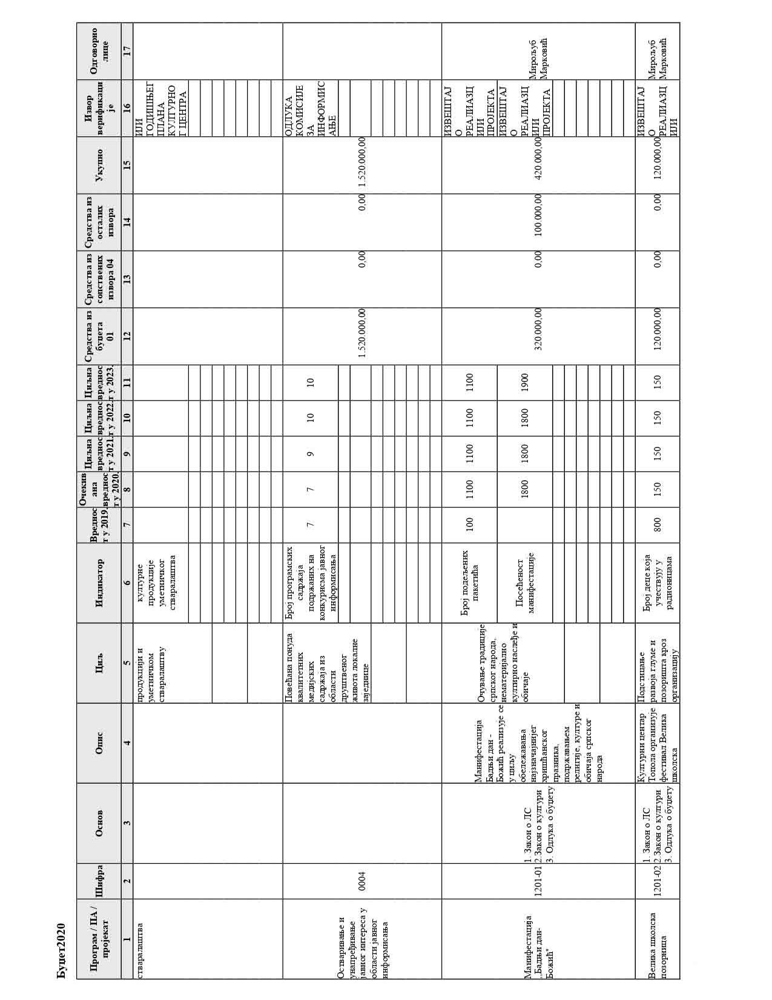 Буџет2020
Програм / ПА /
пројекат
Шифра
Основ
Опис
Циљ
Индикатор
Вреднос
т у 2019.
Очекив
ана
вреднос
т у 2020.
Циљна
вреднос
т у 2021.
Циљна
вреднос
т у 2022.
Циљна
вреднос
т у 2023.
Средства из
буџета
01
Средства из
сопствених
извора 04
Средства из
осталих
извора
Укупно
Извор
верификаци
је
Одговорно
лице
1
2
3
4
5
6
7
8
9
10
11
12
13
14
15
16
17
стваралаштва
продукцији и
уметничком
стваралаштву
културне
продукције
уметничког
стваралаштва
ИЈИ
ГОДИШЊЕГ
ПЛАНА
КУЛТУРНО
Г ЦЕНТРА
Остваривање и
унапређивање
јавног интереса у
области јавног
информисања
0004
Повећана понуда
квалитетних
медијских
садржаја из
области
друштвеног
живота локалне
заједнице
Број програмских
садржаја
подржаних на
конкурисма јавног
информисања
7
7
9
10
10
1.520.000,00
0,00
0,00
1.520.000,00
ОДЛУКА
КОМИСИЈЕ
ЗА
ИНФОРМИС
АЊЕ
Манифестација
„Бадњи дан-
Божић"
1201-01
1. Закон о ЛС
2.Закон о култури
3. Одлука о буџету
Манифестација
Бадњи дан -
Божић реализује се
у циљу
обележавања
најзначајнијег
хришћанског
празника,
подржавањем
религије, културе и
обичаја српског
народа
Очување традиције
српског народа,
нематеријално
култирно наслеђе и
обичаје
Број подељених
пакетића
100
1100
1100
1100
1100
Посећеност
манифестације
1800
1800
1800
1900
320.000,00
0,00
100.000,00
420.000,00
ИЗВЕШТАЈ
О
РЕАЛИАЗЦ
ИЈИ
ПРОЈЕКТА
ИЗВЕШТАЈ
О
РЕАЛИАЗЦ
ИЈИ
ПРОЈЕКТА
Мирољуб
Марковић
Велика школска
позорница
1201-02
1. Закон о ЛС
2.Закон о култури
3. Одлука о буџету
Културни центар
Топола организује
фестивал Велика
школска
Подстицање
развоја глуме и
позоришта кроз
организацију
Број деце која
учествују у
радионицама
800
150
150
150
150
120.000,00
0,00
0,00
120.000,00
ИЗВЕШТАЈ
О
РЕАЛИАЗЦ
ИЈИ
Мирољуб
Марковић